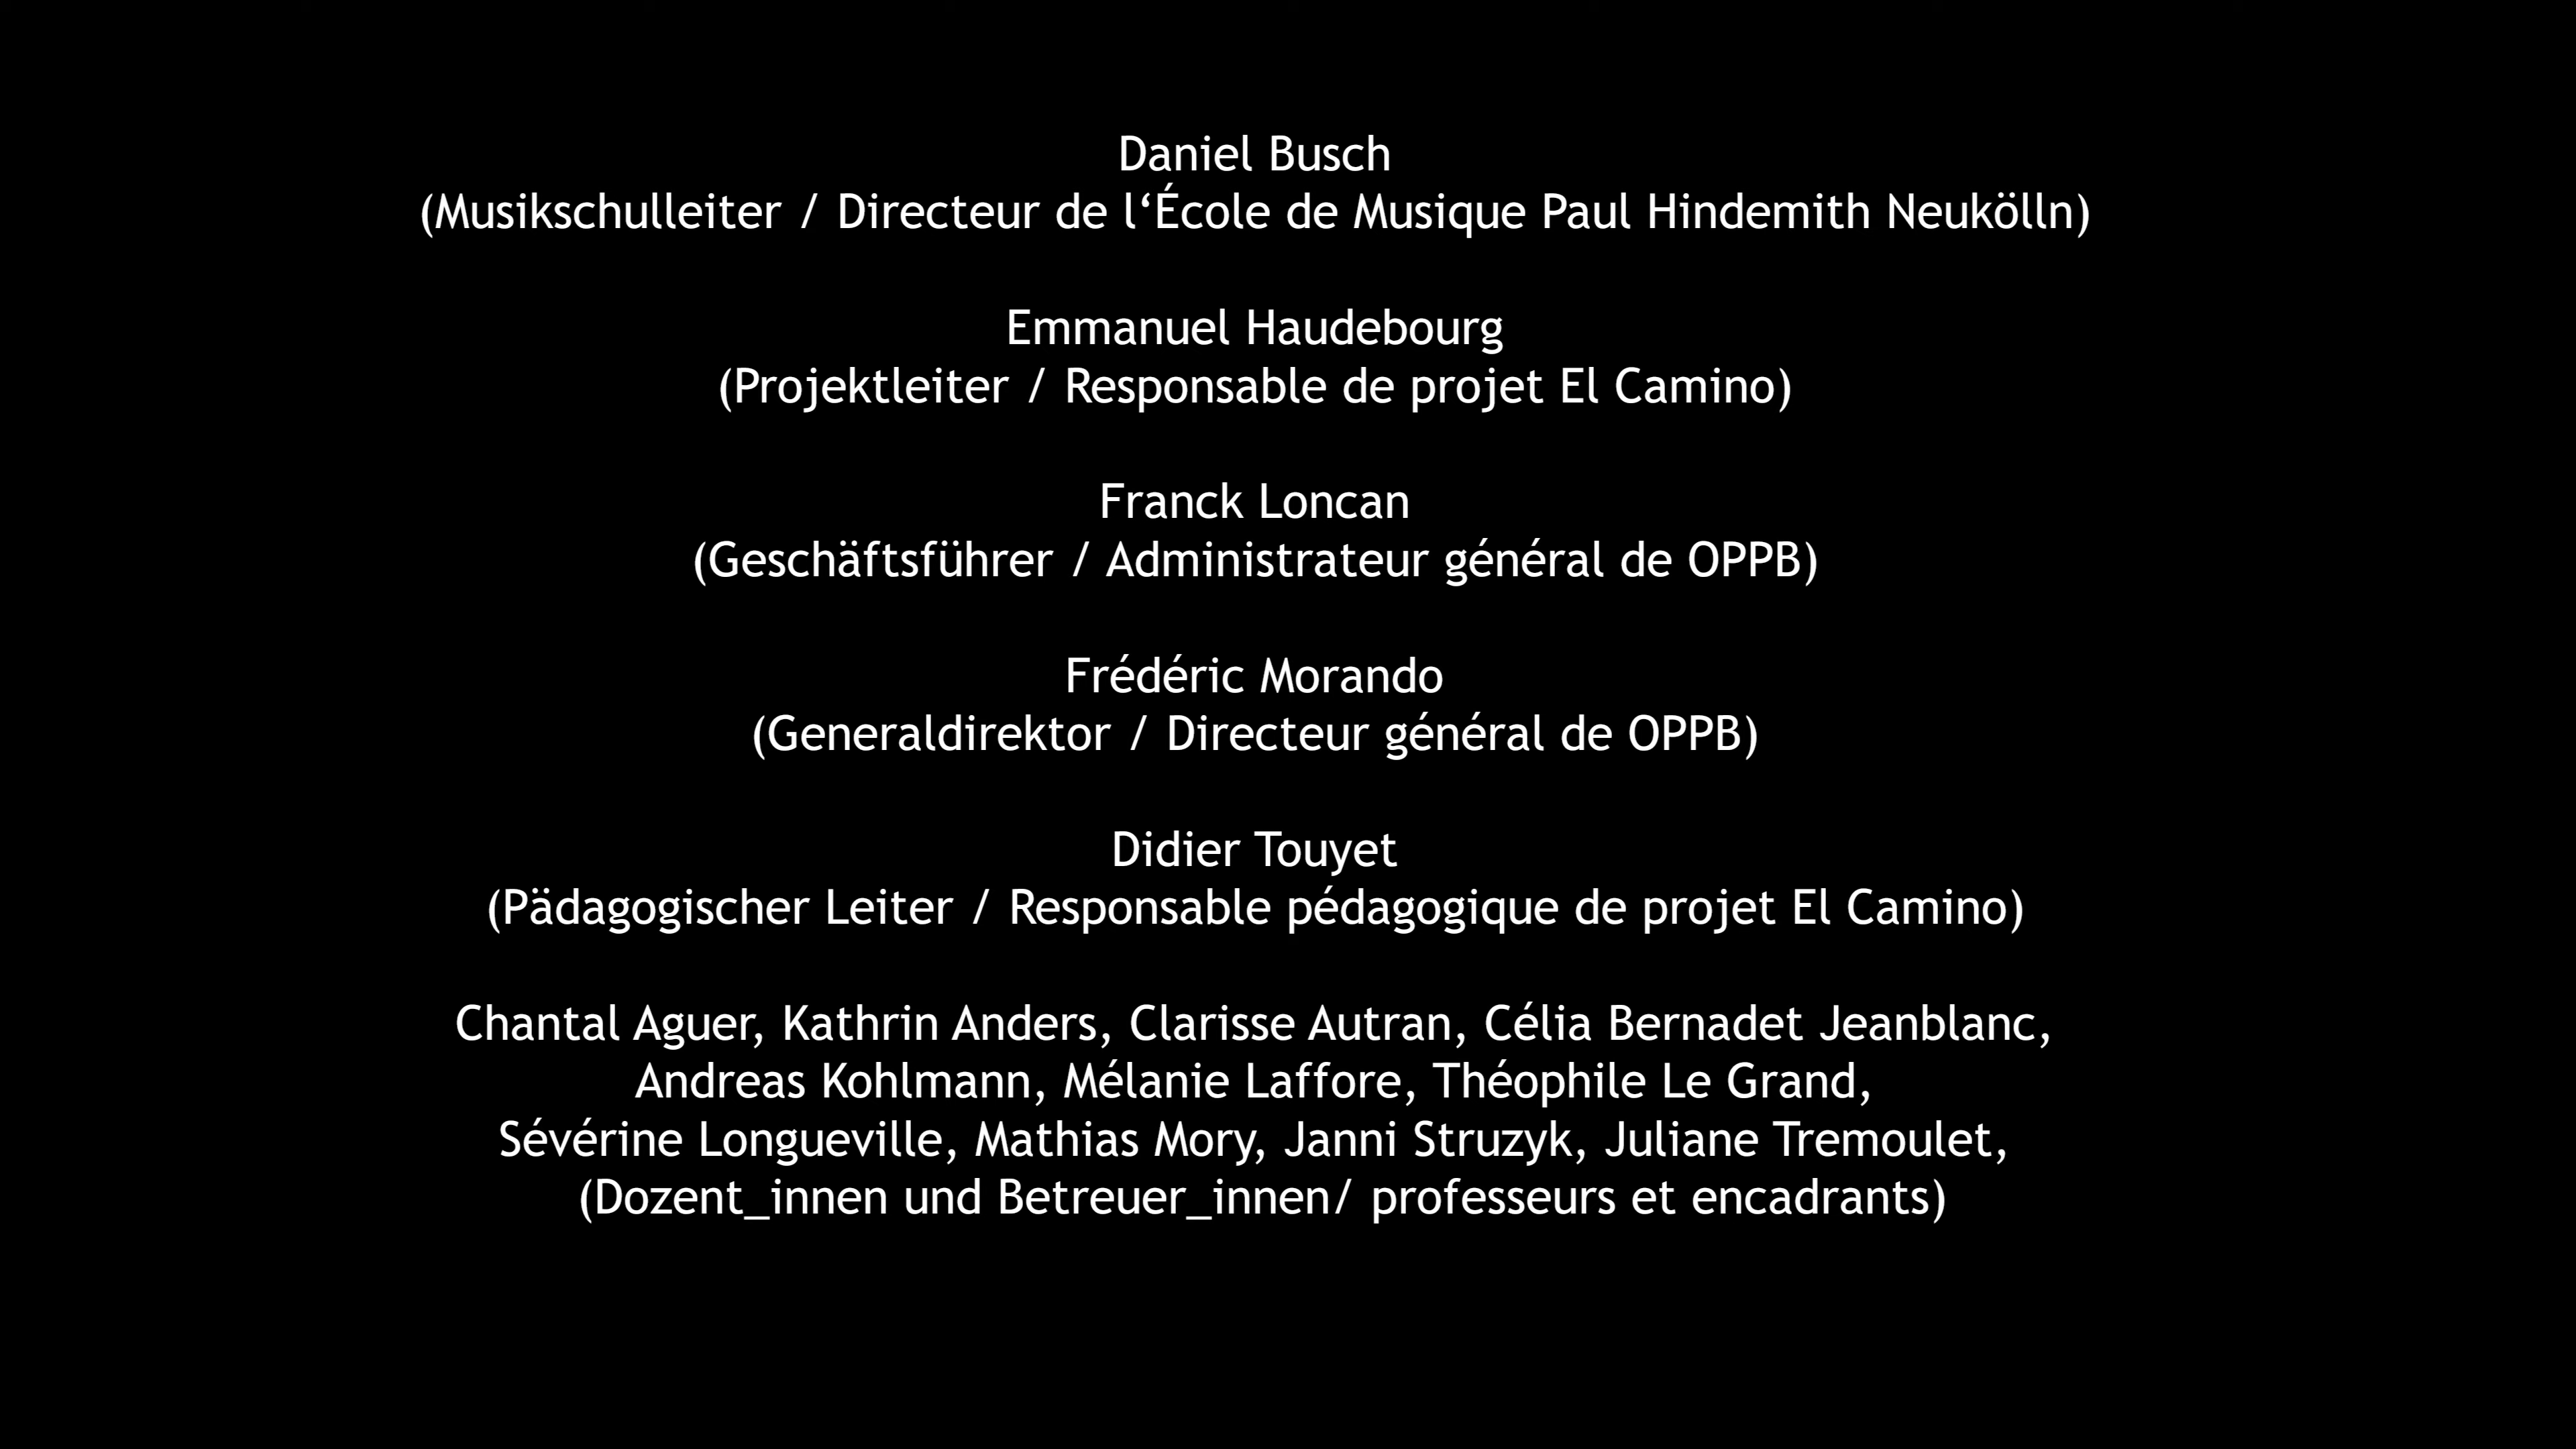 Daniel Busch
(Musikschulleiter / Directeur de l‘École de Musique Paul Hindemith Neukölln)
Emmanuel Haudebourg
(Projektleiter / Responsable de projet El Camino)
Franck Loncan
(Geschäftsführer / Administrateur général de OPPB)
Frédéric Morando
(Generaldirektor / Directeur général de OPPB)
Didier Touyet
(Pädagogischer Leiter / Responsable pédagogique de projet El Camino)
Chantal Aguer, Kathrin Anders, Clarisse Autran, Célia Bernadet Jeanblanc,
Andreas Kohlmann, Mélanie Laffore, Théophile Le Grand,
Sévérine Longueville, Mathias Mory, Janni Struzyk, Juliane Tremoulet,
(Dozent_innen und Betreuer_innen/ professeurs et encadrants)